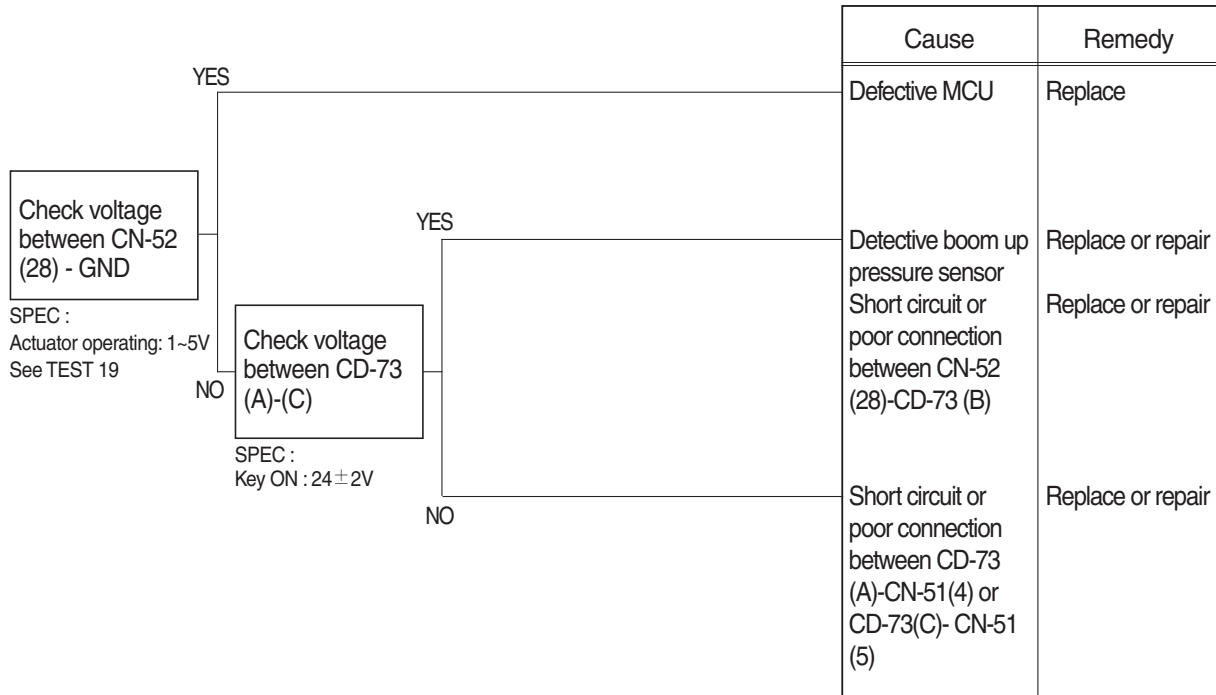 Cause
Remedy
YES
Defective MCU
Replace
Check voltage
between CN-52
(28) - GND
SPEC :
Actuator operating: 1~5V
See TEST 19
YES
Detective boom up
pressure sensor
Replace or repair
Short circuit or
poor connection
between CN-52
(28)-CD-73 (B)
Replace or repair
NO
Check voltage
between CD-73
(A)-(C)
SPEC :
Key ON : 24±2V
NO
Short circuit or
poor connection
between CD-73
(A)-CN-51(4) or
CD-73(C)- CN-51
(5)
Replace or repair